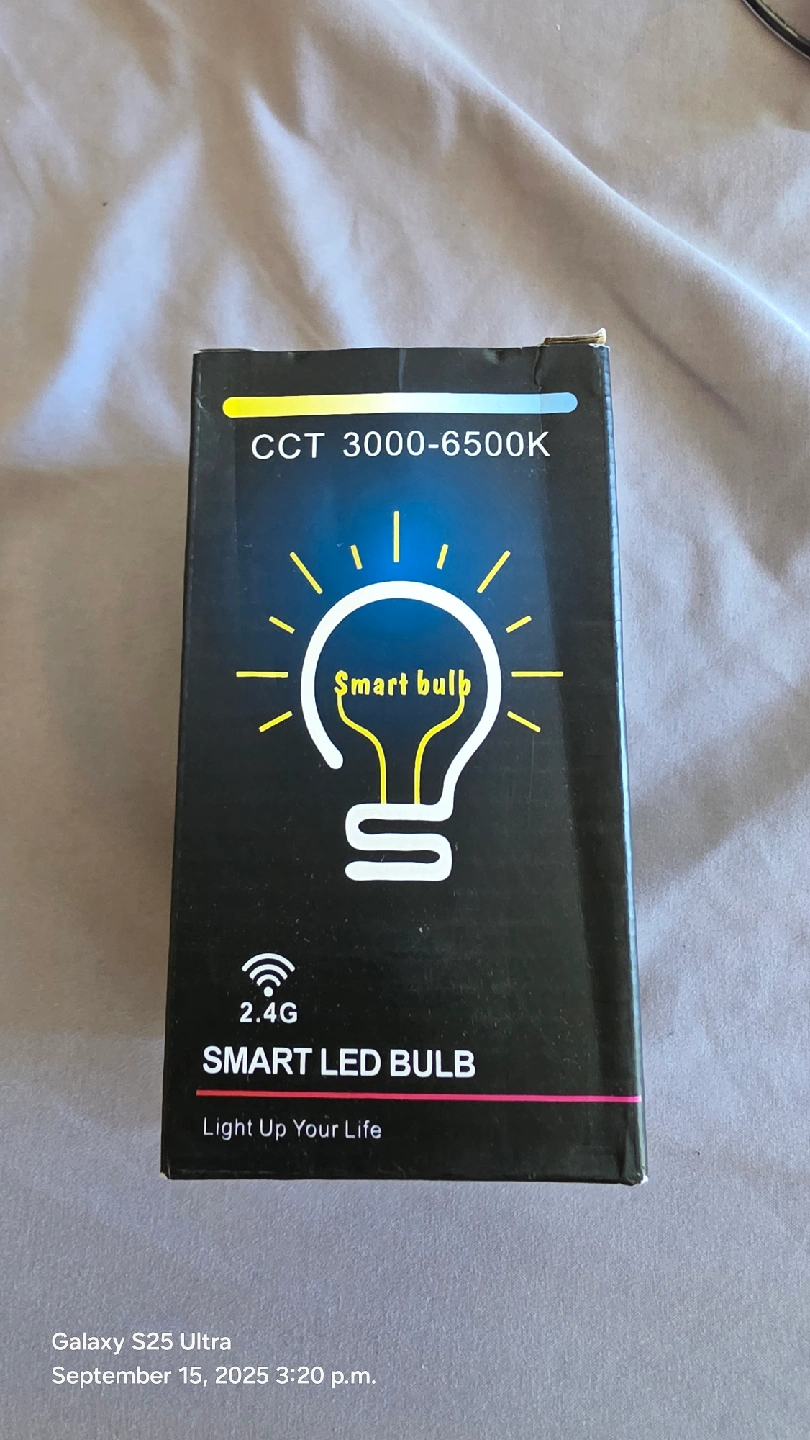 CCT 3000-6500K
Smart bulb
2.4G
SMART LED BULB
Light Up Your Life
Galaxy S25 Ultra
September 15, 2025 3:20 p.m.